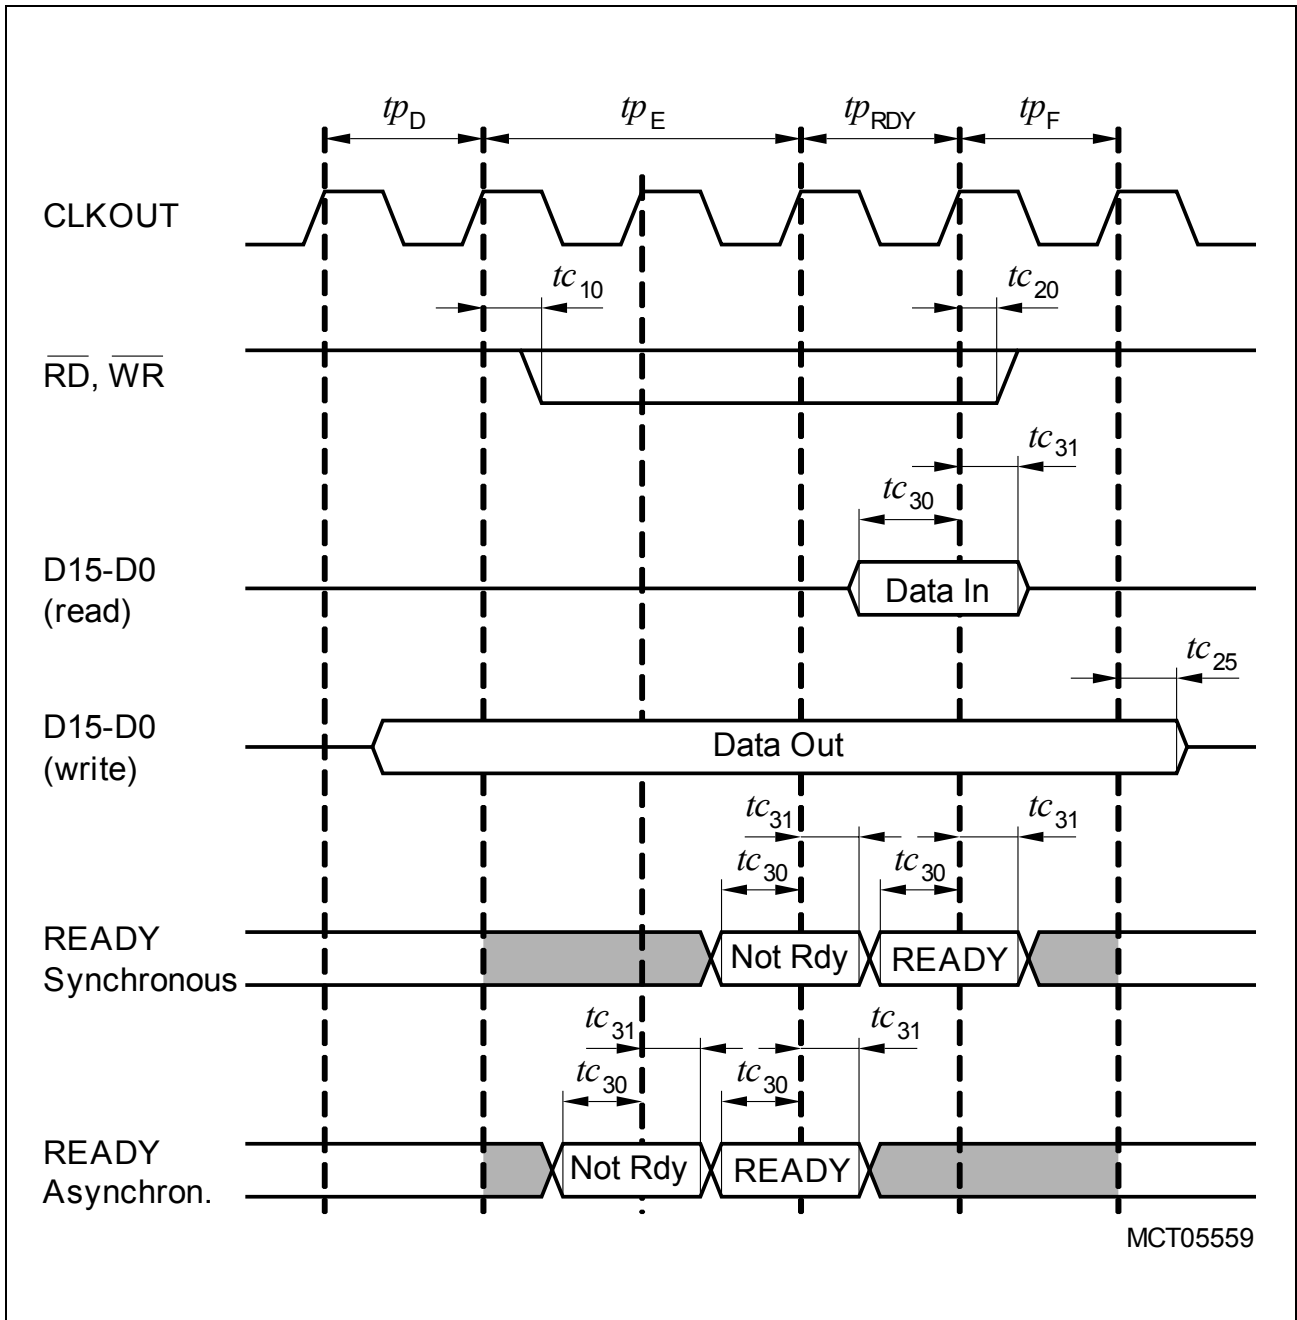 tpD tpE tpRDY tpF
CLKOUT
tc10 tc20
RD, WR
tc31
tc30
D15-D0
(read)
Data In
tc25
D15-D0
(write)
Data Out
tc31 tc31
tc30 tc30
READY
Synchronous
Not Rdy READY
tc31 tc31
tc30 tc30
READY
Asynchron.
Not Rdy READY
MCT05559